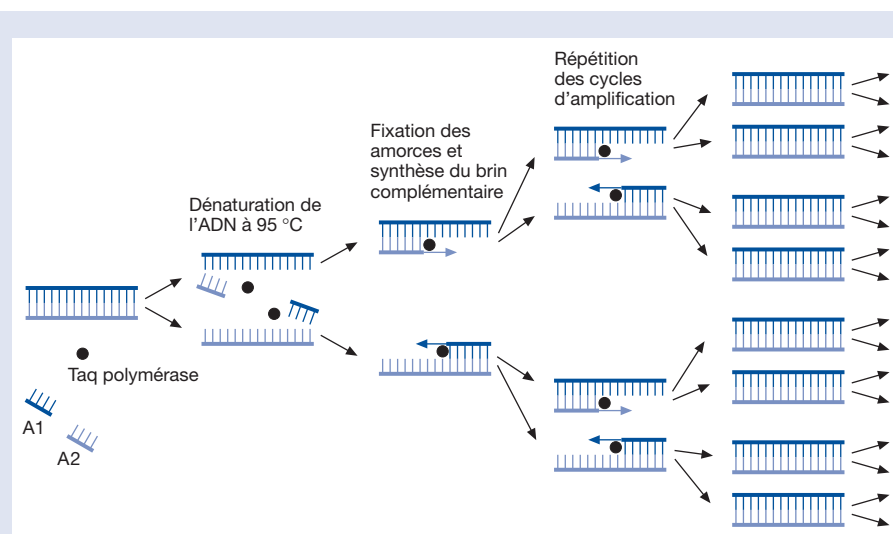 Répétition
des cycles
d'amplification
Fixation des
amorces et
synthèse du brin
complémentaire
Dénaturation de
l'ADN à 95 °C
Taq polymérase
A1
A2